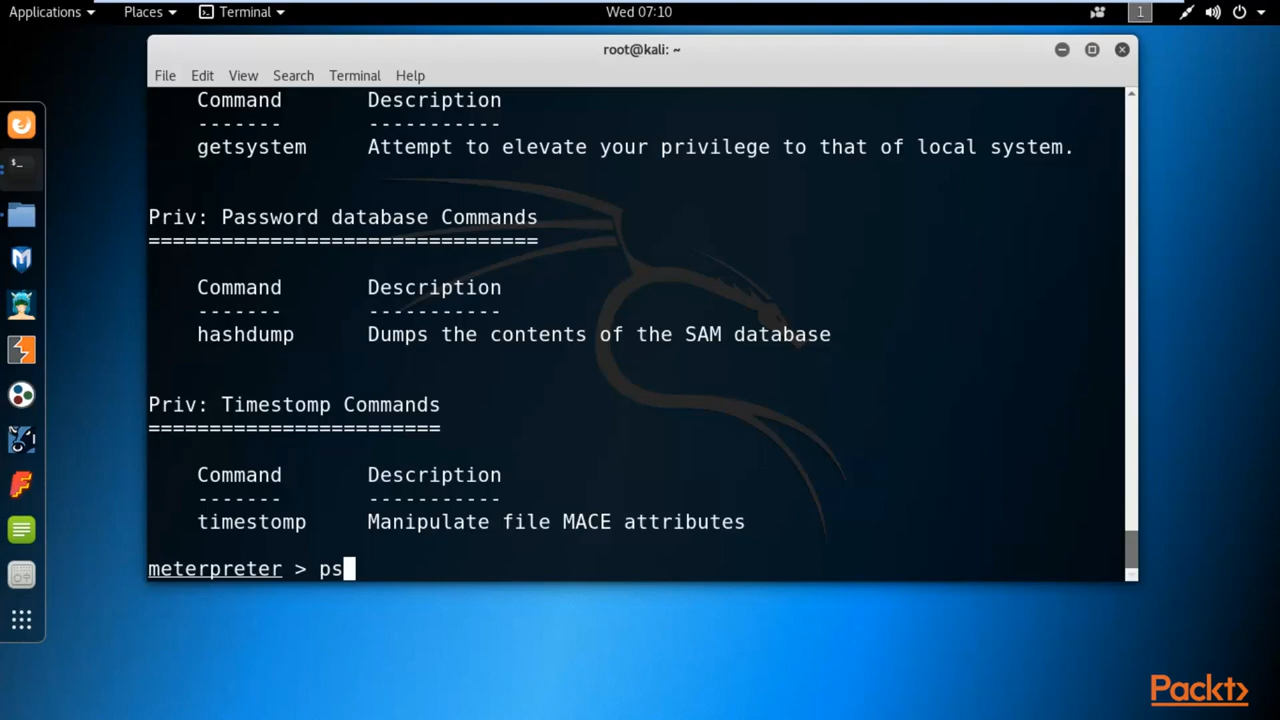 Applications Places Terminal Wed 07:10 1
root@kali: ~
File Edit View Search Terminal Help
Command Description
------- -----------
getsystem Attempt to elevate your privilege to that of local system.
Priv: Password database Commands
================================
Command Description
------- -----------
hashdump Dumps the contents of the SAM database
Priv: Timestomp Commands
========================
Command Description
------- -----------
timestomp Manipulate file MACE attributes
meterpreter > ps
Packt>